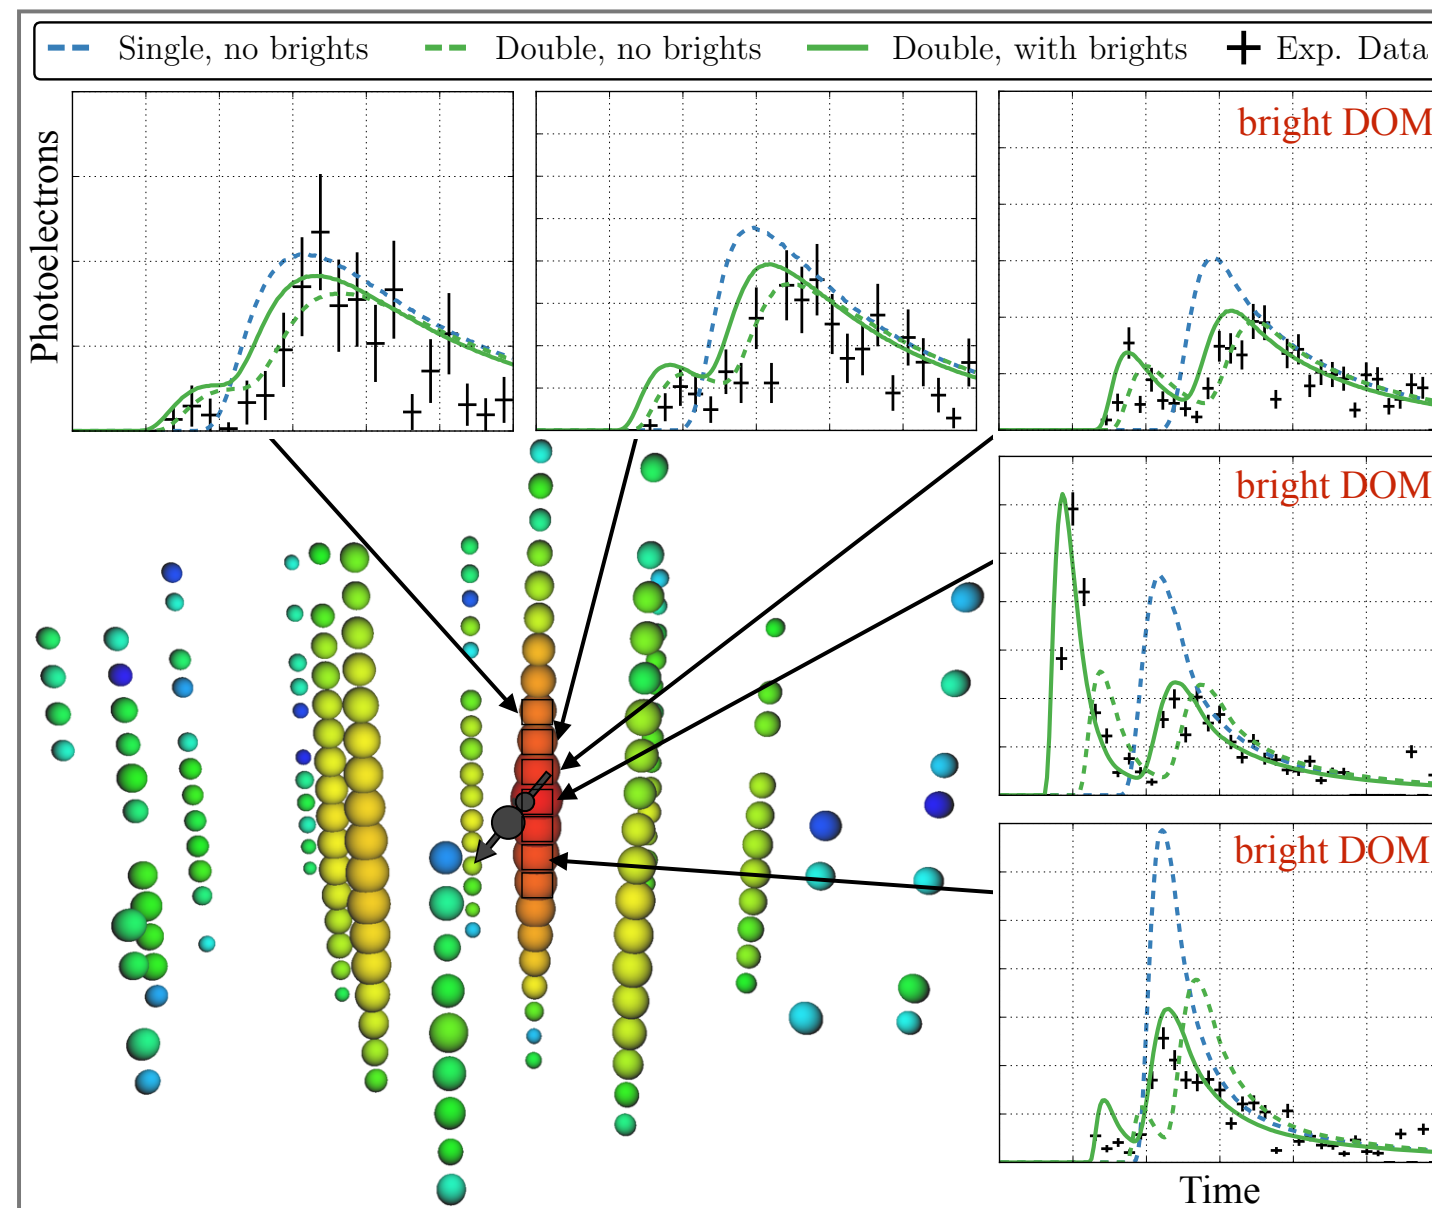 Single, no brights
Double, no brights
Double, with brights
Exp. Data
Photoelectrons
bright DOM
bright DOM
bright DOM
Time